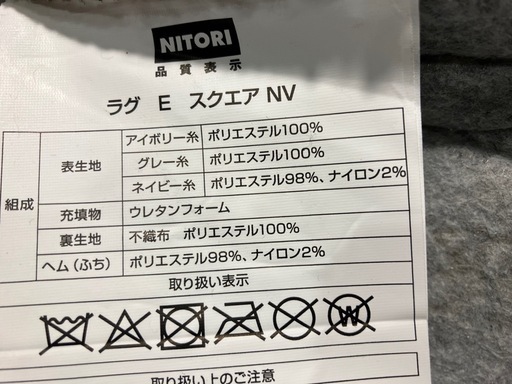 NITORI
品質表示
ラグ E スクエア NV
組成 表生地 アイボリー糸 ポリエステル100%
グレー糸 ポリエステル100%
ネイビー糸 ポリエステル98%、ナイロン2%
充填物 ウレタンフォーム
裏生地 不織布 ポリエステル100%
ヘム(ふち) ポリエステル98%、ナイロン2%
取り扱い表示
W
取り扱い上のご注意